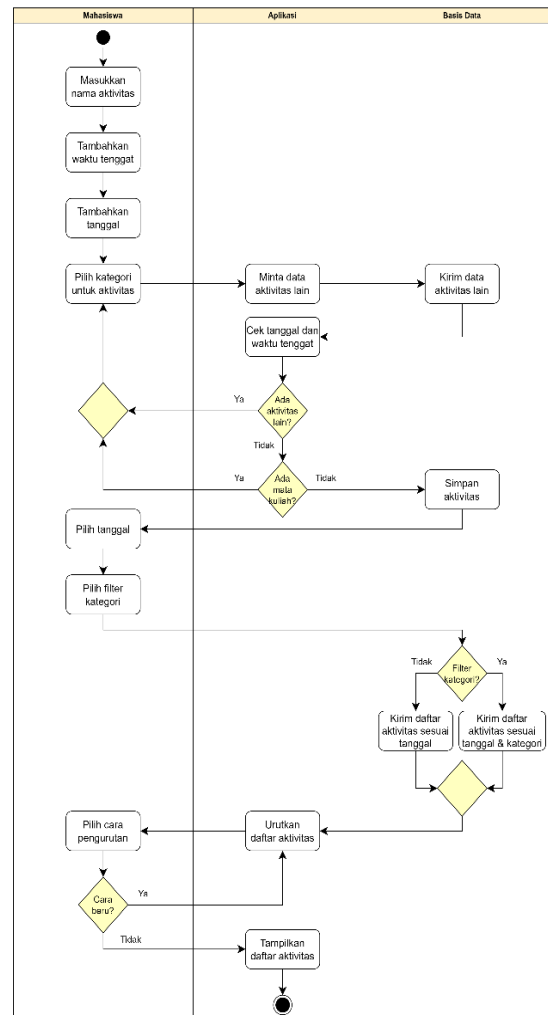 Mahasiswa
Aplikasi
Basis Data
Masukkan
nama aktivitas
Tambahkan
waktu tenggat
Tambahkan
tanggal
Pilih kategori
untuk aktivitas
Minta data
aktivitas lain
Kirim data
aktivitas lain
Cek tanggal dan
waktu tenggat
Ya
Ada
aktivitas
lain?
Tidak
Ya
Ada
mata
kuliah?
Tidak
Simpan
aktivitas
Pilih tanggal
Pilih filter
kategori
Tidak
Filter
kategori?
Ya
Kirim daftar
aktivitas sesuai
tanggal
Kirim daftar
aktivitas sesuai
tanggal & kategori
Pilih cara
pengurutan
Urutkan
daftar aktivitas
Cara
baru?
Ya
Tidak
Tampilkan
daftar aktivitas